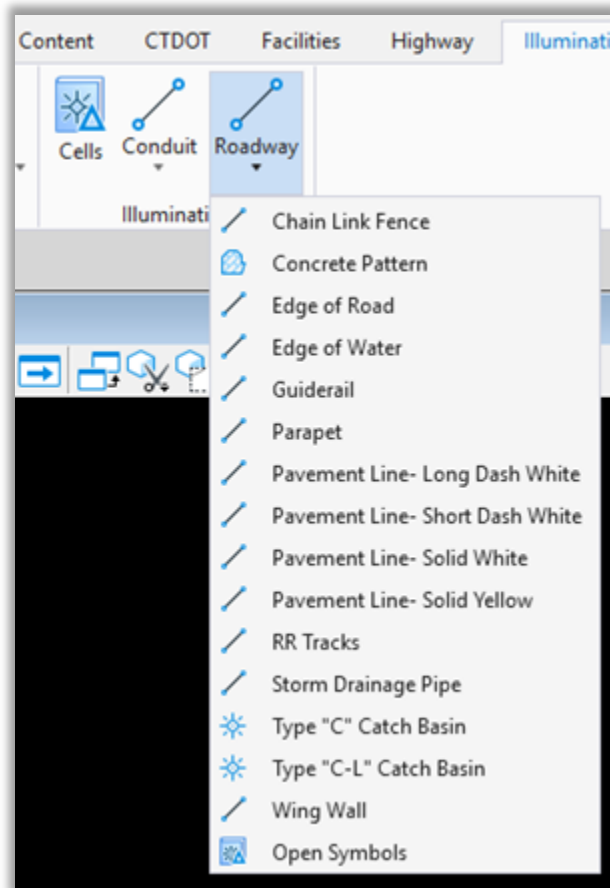 Content CTDOT Facilities Highway Illuminati
Cells Conduit Roadway
Illuminati
Chain Link Fence
Concrete Pattern
Edge of Road
Edge of Water
Guiderail
Parapet
Pavement Line- Long Dash White
Pavement Line- Short Dash White
Pavement Line- Solid White
Pavement Line- Solid Yellow
RR Tracks
Storm Drainage Pipe
Type "C" Catch Basin
Type "C-L" Catch Basin
Wing Wall
Open Symbols